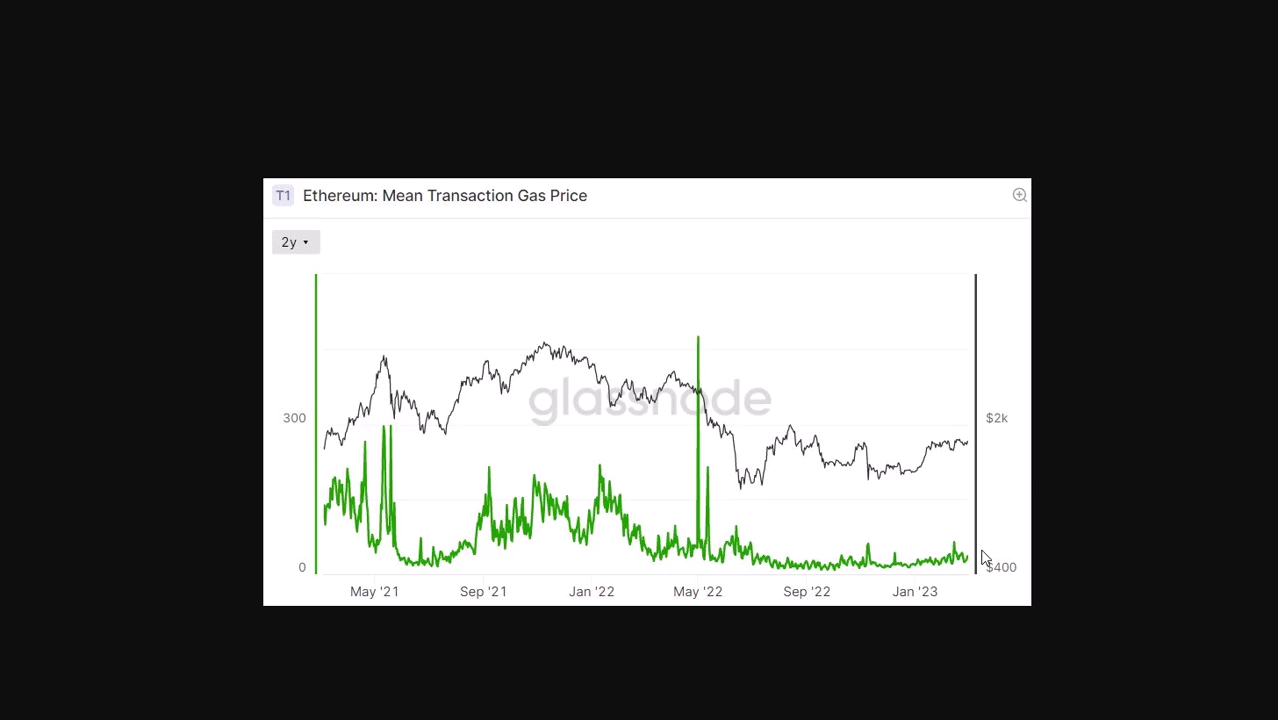 T1 Ethereum: Mean Transaction Gas Price
2y
glassnode
300 $2k
0 $400
May '21 Sep '21 Jan '22 May '22 Sep '22 Jan '23